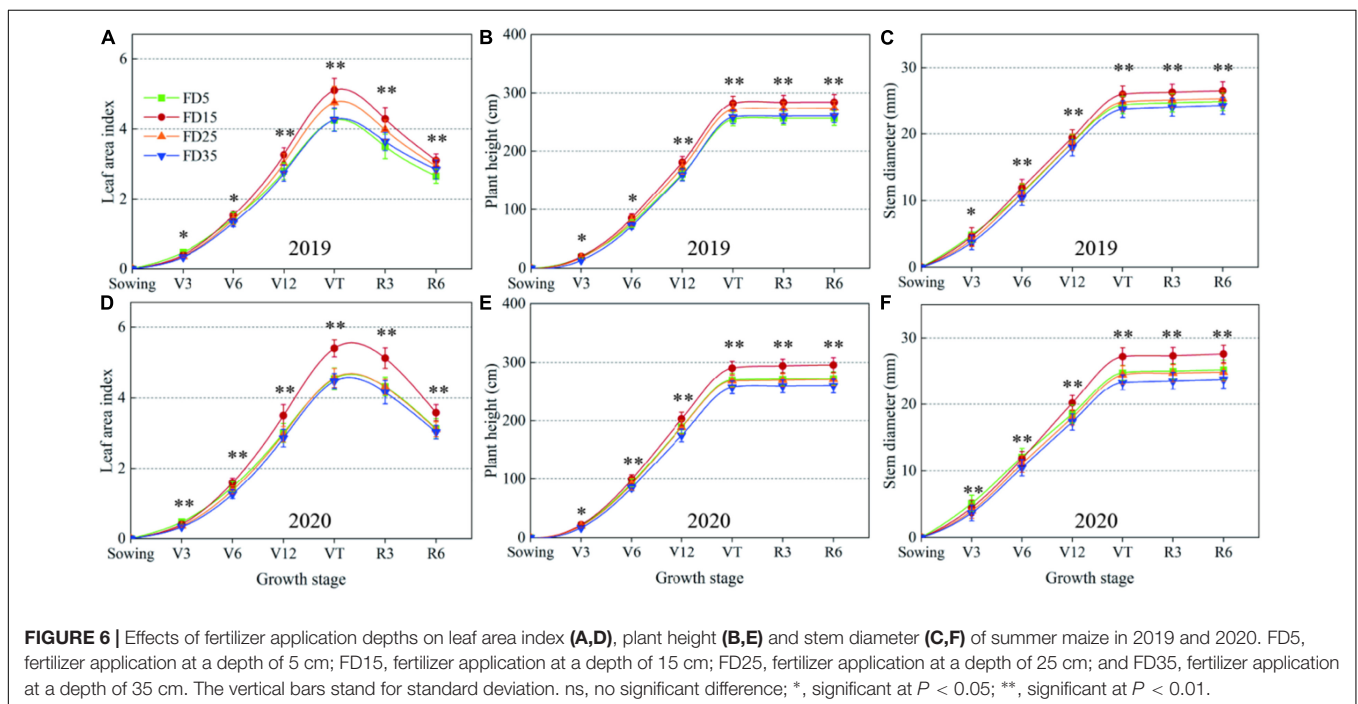 A
B
C
6
4
2
0
Leaf area index
FD5
FD15
FD25
FD35
* * ** ** ** **
2019
Sowing V3 V6 V12 VT R3 R6
400
300
200
100
0
Plant height (cm)
* * ** ** ** **
2019
Sowing V3 V6 V12 VT R3 R6
30
20
10
0
Stem diameter (mm)
* ** ** ** ** **
2019
Sowing V3 V6 V12 VT R3 R6
D
E
F
6
4
2
0
Leaf area index
** ** ** ** ** **
2020
Sowing V3 V6 V12 VT R3 R6
Growth stage
400
300
200
100
0
Plant height (cm)
* ** ** ** ** **
2020
Sowing V3 V6 V12 VT R3 R6
Growth stage
30
20
10
0
Stem diameter (mm)
** ** ** ** ** **
2020
Sowing V3 V6 V12 VT R3 R6
Growth stage
FIGURE 6 | Effects of fertilizer application depths on leaf area index (A,D), plant height (B,E) and stem diameter (C,F) of summer maize in 2019 and 2020. FD5,
fertilizer application at a depth of 5 cm; FD15, fertilizer application at a depth of 15 cm; FD25, fertilizer application at a depth of 25 cm; and FD35, fertilizer application
at a depth of 35 cm. The vertical bars stand for standard deviation. ns, no significant difference; *, significant at P < 0.05; **, significant at P < 0.01.